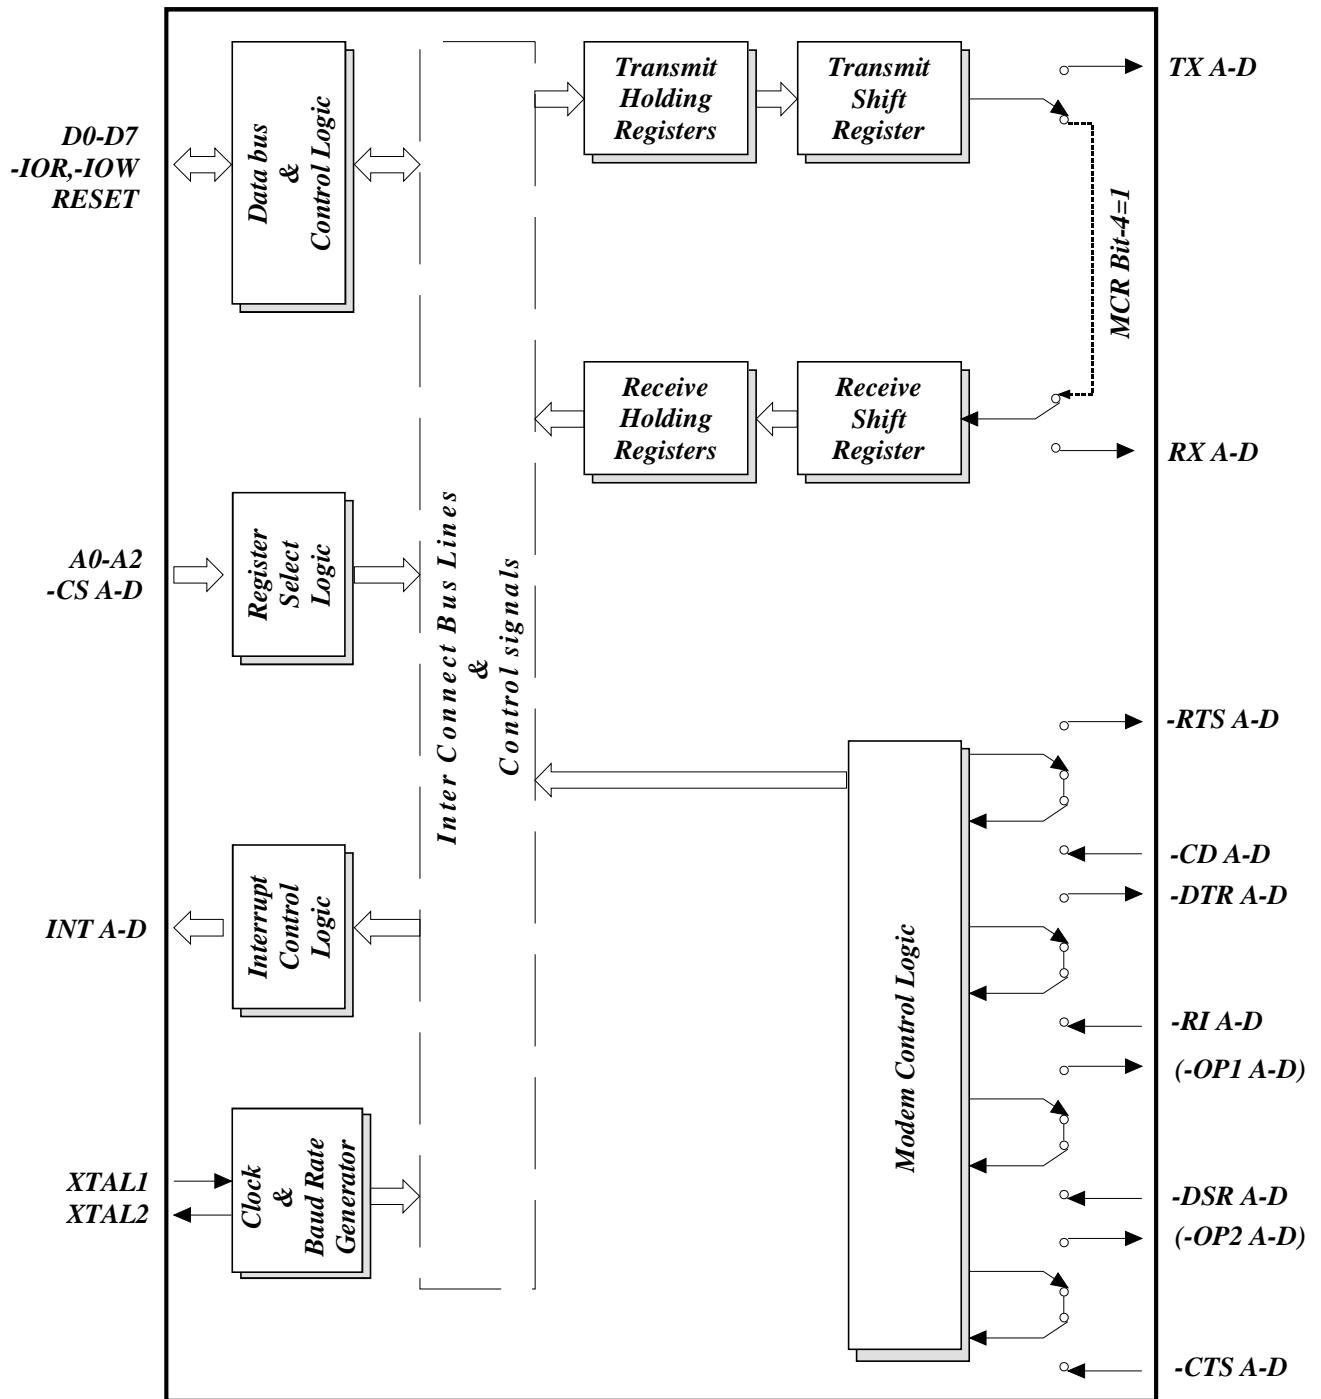 D0-D7
-IOR,-IOW
RESET
Data bus
&
Control Logic
A0-A2
-CS A-D
Register
Select
Logic
INT A-D
Interrupt
Control
Logic
XTAL1
XTAL2
Clock
&
Baud Rate
Generator
Inter Connect Bus Lines
&
Control signals
Transmit
Holding
Registers
Transmit
Shift
Register
TX A-D
MCR Bit-4=1
Receive
Holding
Registers
Receive
Shift
Register
RX A-D
Modem Control Logic
-RTS A-D
-CD A-D
-DTR A-D
-RI A-D
(-OP1 A-D)
-DSR A-D
(-OP2 A-D)
-CTS A-D